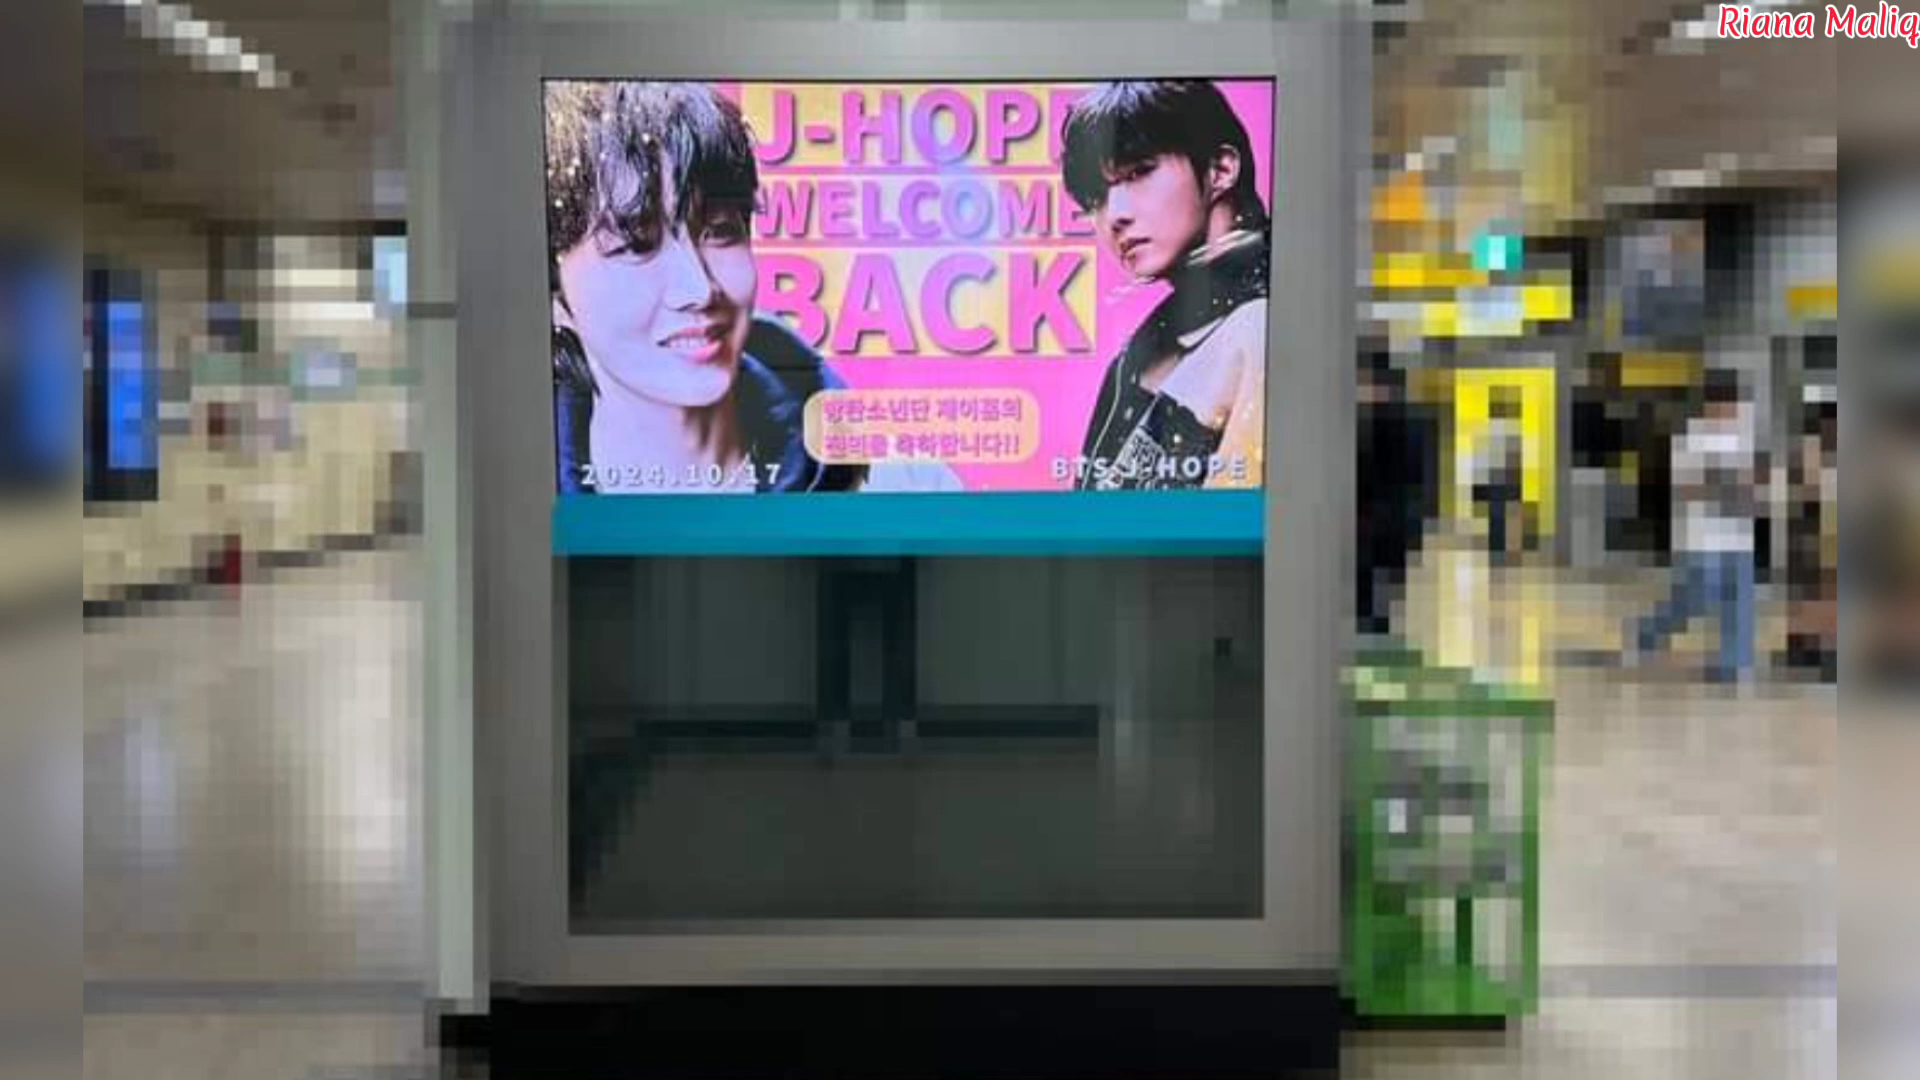 Riana Maliq
J-HOPE
WELCOME
BACK
방탄소년단 제이홉의
전역을 축하합니다!!
2024.10.17
BTS J-HOPE